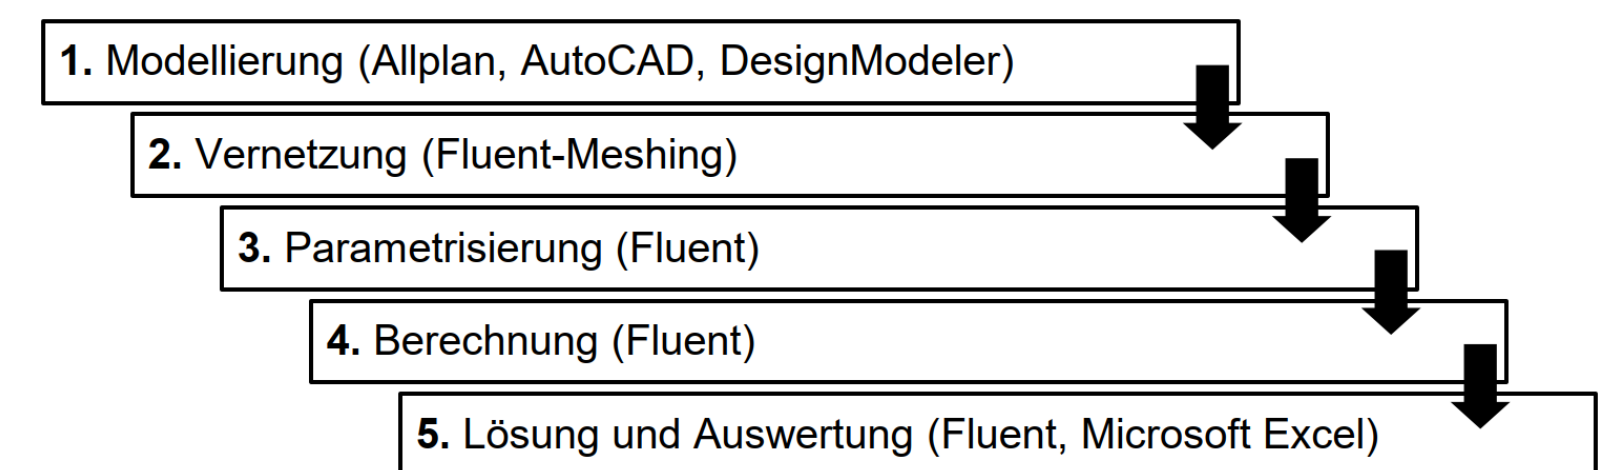 1. Modellierung (Allplan, AutoCAD, DesignModeler)
2. Vernetzung (Fluent-Meshing)
3. Parametrisierung (Fluent)
4. Berechnung (Fluent)
5. Lösung und Auswertung (Fluent, Microsoft Excel)